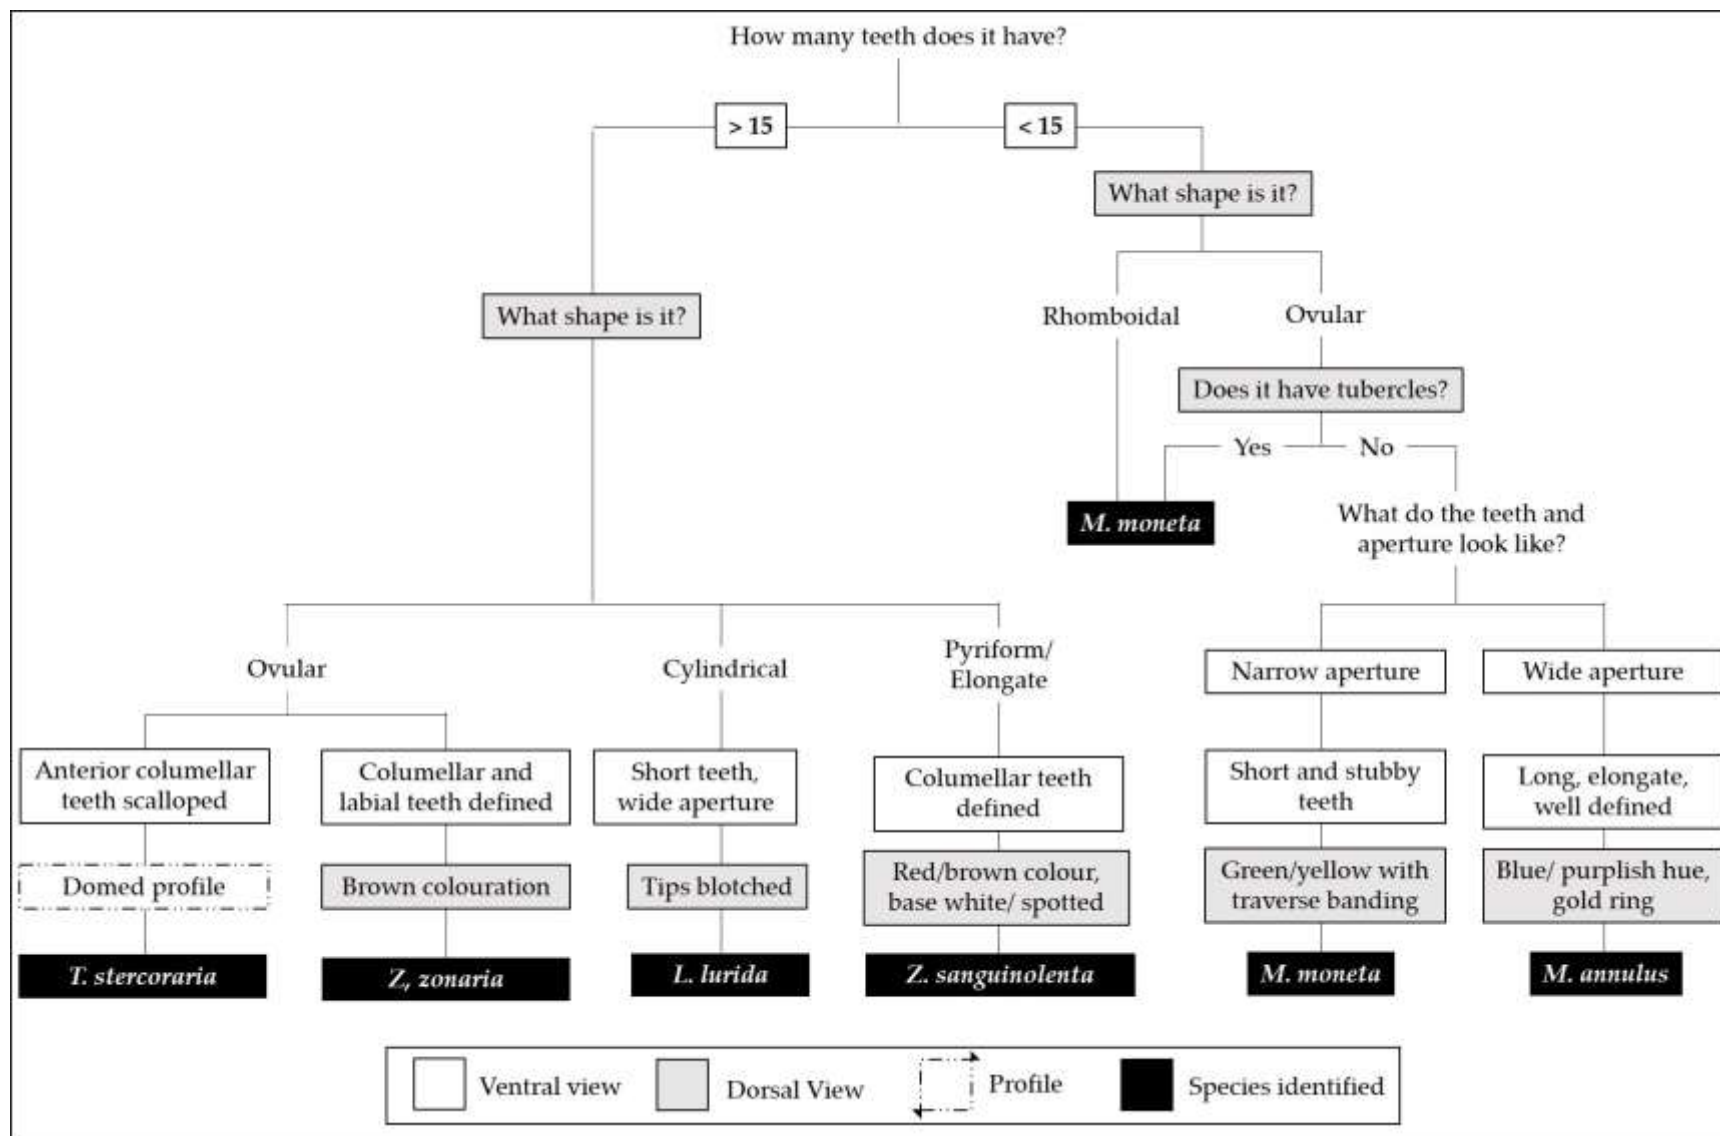 How many teeth does it have?
> 15
< 15
What shape is it?
What shape is it?
Rhomboidal
Ovular
Does it have tubercles?
Yes
No
M. moneta
What do the teeth and
aperture look like?
Ovular
Cylindrical
Pyriform/
Elongate
Narrow aperture
Wide aperture
Anterior columellar
teeth scalloped
Columellar and
labial teeth defined
Short teeth,
wide aperture
Columellar teeth
defined
Short and stubby
teeth
Long, elongate,
well defined
Domed profile
Brown colouration
Tips blotched
Red/brown colour,
base white/ spotted
Green/yellow with
traverse banding
Blue/ purplish hue,
gold ring
T. stercoraria
Z, zonaria
L. lurida
Z. sanguinolenta
M. moneta
M. annulus
Ventral view
Dorsal View
Profile
Species identified